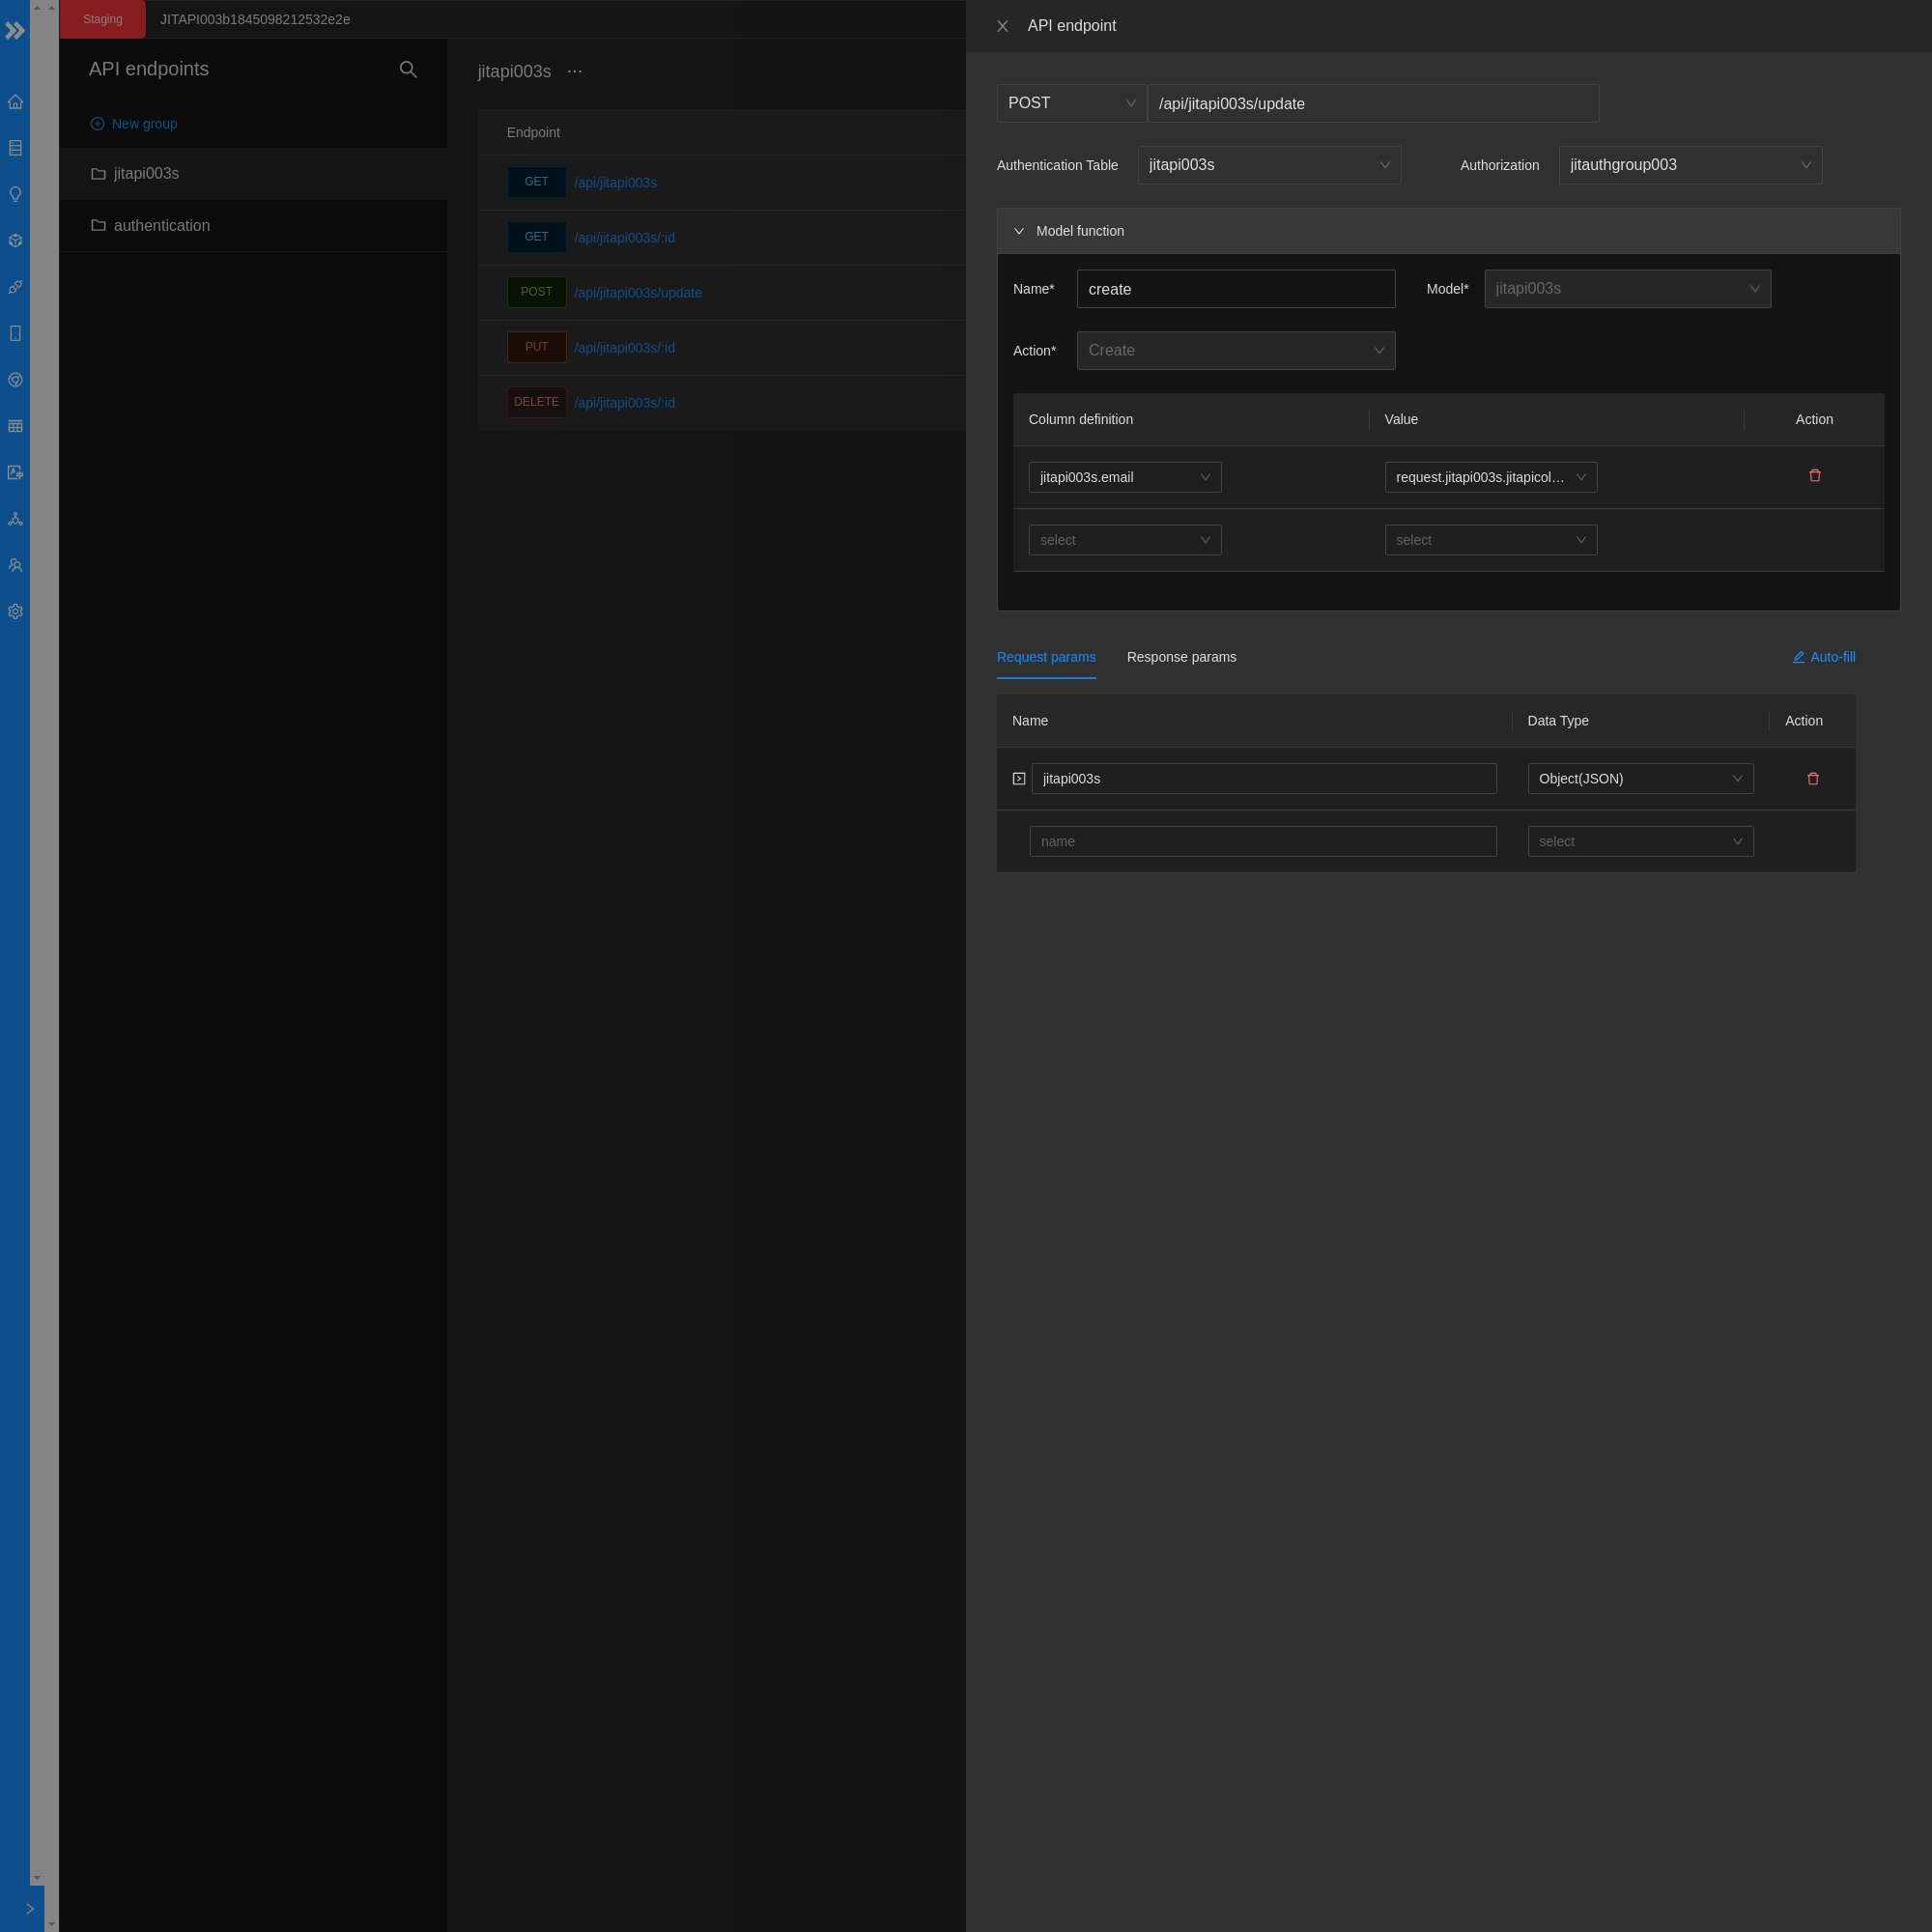 Staging
JITAPI003b1845098212532e2e
API endpoints
New group
jitapi003s
authentication
jitapi003s ...
Endpoint
GET /api/jitapi003s
GET /api/jitapi003s/:id
POST /api/jitapi003s/update
PUT /api/jitapi003s/:id
DELETE /api/jitapi003s/:id
API endpoint
POST /api/jitapi003s/update
Authentication Table jitapi003s Authorization jitauthgroup003
Model function
Name* create Model* jitapi003s
Action* Create
Column definition Value Action
jitapi003s.email request.jitapi003s.jitapicol...
select select
Request params Response params Auto-fill
Name Data Type Action
jitapi003s Object(JSON)
name select